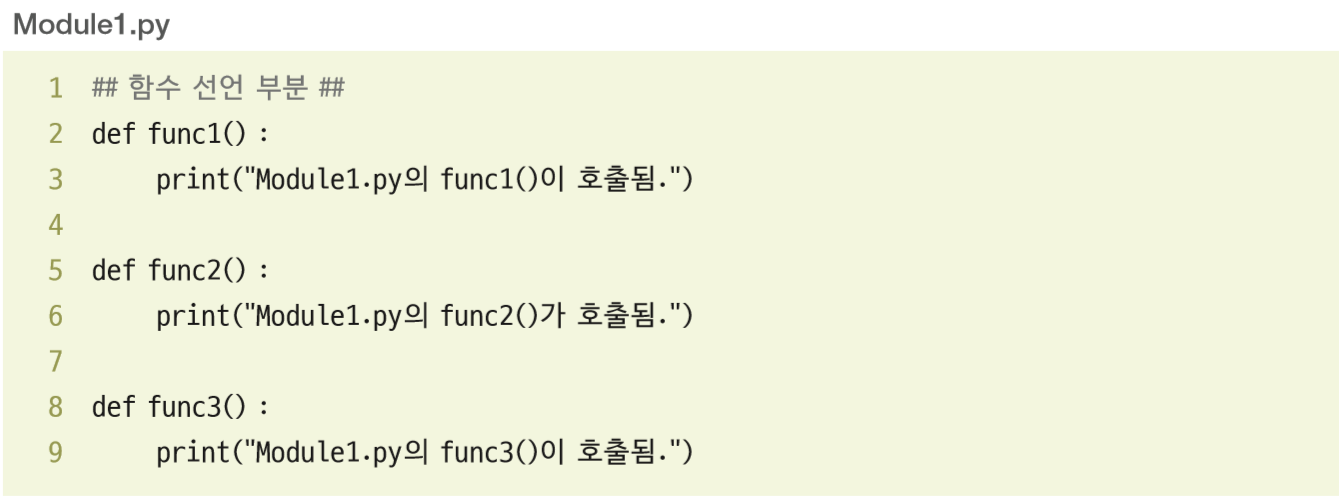 Module1.py
1 ## 함수 선언 부분 ##
2 def func1() :
3     print("Module1.py의 func1()이 호출됨.")
4
5 def func2() :
6     print("Module1.py의 func2()가 호출됨.")
7
8 def func3() :
9     print("Module1.py의 func3()이 호출됨.")